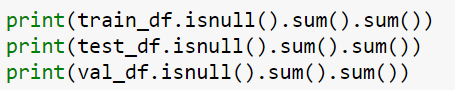 print(train_df.isnull().sum().sum())
print(test_df.isnull().sum().sum())
print(val_df.isnull().sum().sum())